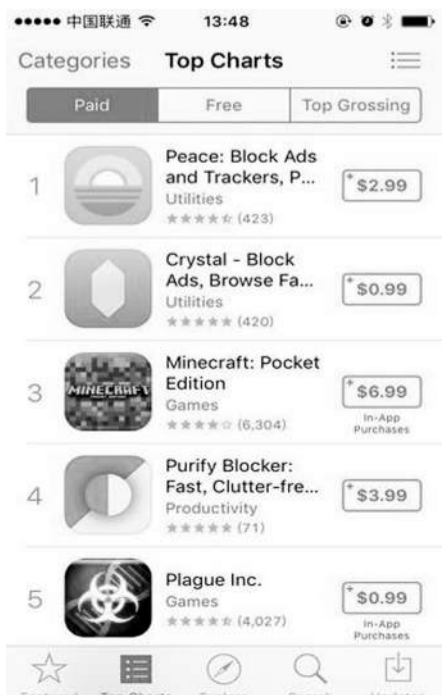 中国联通 13:48
Categories Top Charts
Paid Free Top Grossing
1
Peace: Block Ads
and Trackers, P...
Utilities
(423)
$2.99
2
Crystal - Block
Ads, Browse Fa...
Utilities
(420)
$0.99
3
MINECRAFT
Minecraft: Pocket
Edition
Games
(6,304)
$6.99
In-App
Purchases
4
Purify Blocker:
Fast, Clutter-fre...
Productivity
(71)
$3.99
5
Plague Inc.
Games
(4,027)
$0.99
In-App
Purchases